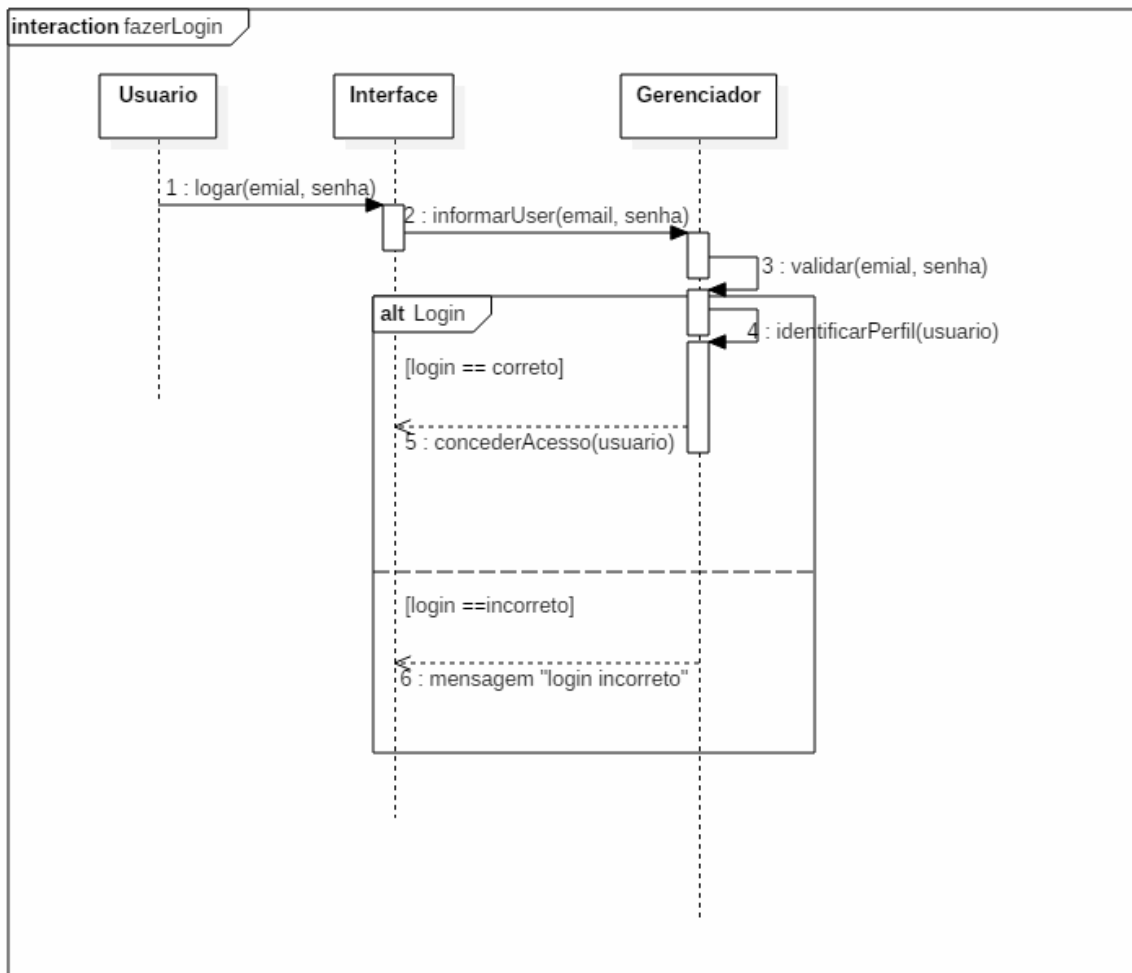 interaction fazerLogin
Usuario
Interface
Gerenciador
1 : logar(emial, senha)
2 : informarUser(email, senha)
3 : validar(emial, senha)
alt Login
4 : identificarPerfil(usuario)
[login == correto]
5 : concederAcesso(usuario)
[login ==incorreto]
6 : mensagem "login incorreto"